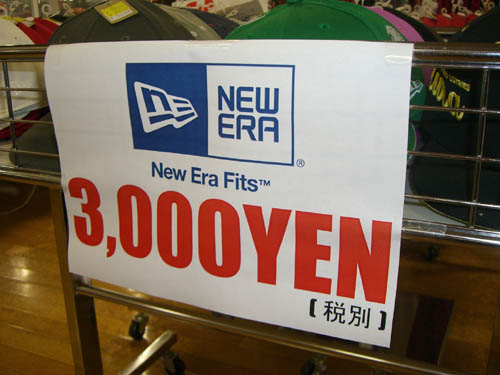 NEW
ERA
®
New Era Fits™
3,000YEN
[税別]